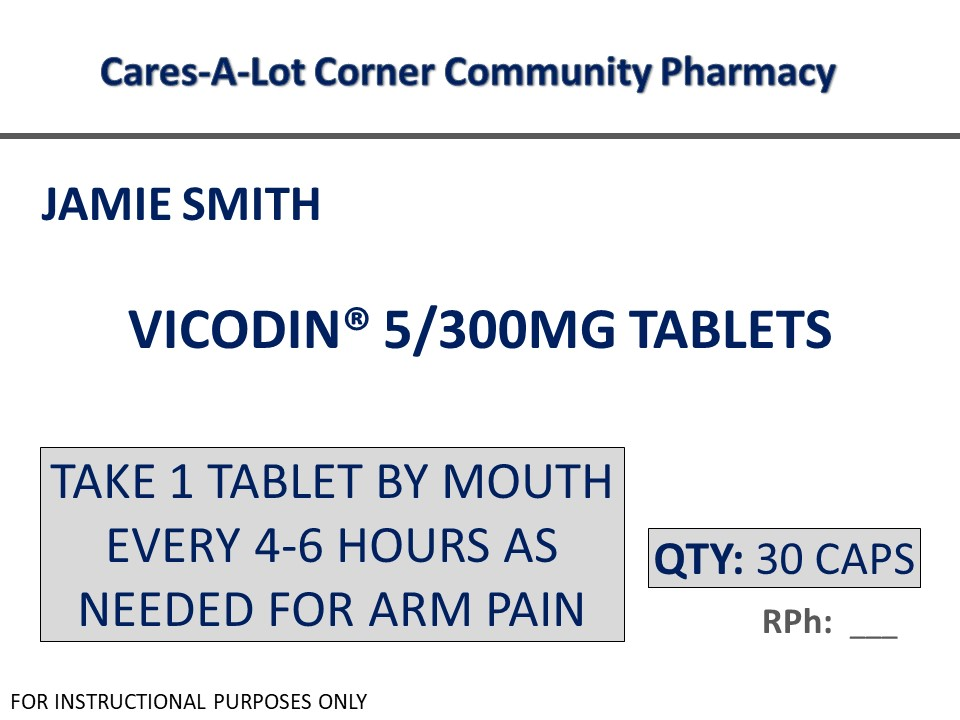 Cares-A-Lot Corner Community Pharmacy
JAMIE SMITH
VICODIN® 5/300MG TABLETS
TAKE 1 TABLET BY MOUTH
EVERY 4-6 HOURS AS
NEEDED FOR ARM PAIN
QTY: 30 CAPS
RPh: ___
FOR INSTRUCTIONAL PURPOSES ONLY